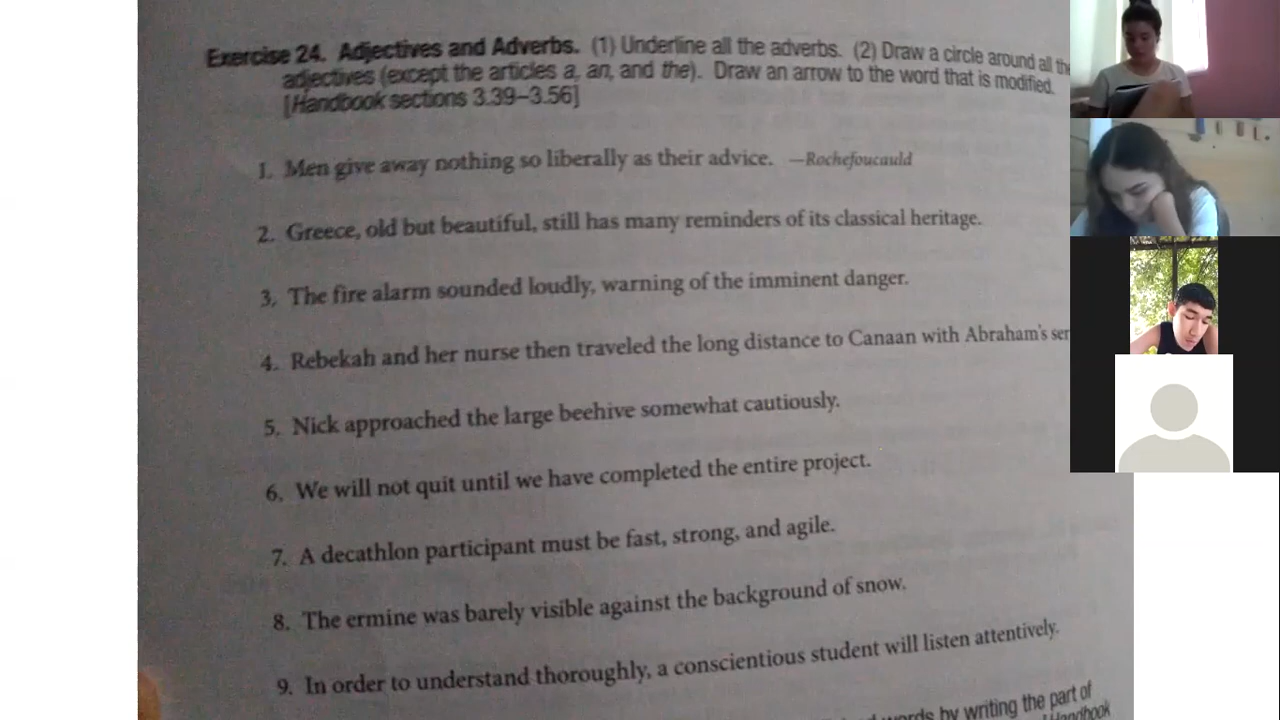 Exercise 24. Adjectives and Adverbs. (1) Underline all the adverbs. (2) Draw a circle around all the
adjectives (except the articles a, an, and the). Draw an arrow to the word that is modified.
[Handbook sections 3.39–3.56]
1. Men give away nothing so liberally as their advice. —Rochefoucauld
2. Greece, old but beautiful, still has many reminders of its classical heritage.
3. The fire alarm sounded loudly, warning of the imminent danger.
4. Rebekah and her nurse then traveled the long distance to Canaan with Abraham's ser
5. Nick approached the large beehive somewhat cautiously.
6. We will not quit until we have completed the entire project.
7. A decathlon participant must be fast, strong, and agile.
8. The ermine was barely visible against the background of snow.
9. In order to understand thoroughly, a conscientious student will listen attentively.
words by writing the part of
Handbook